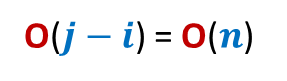 O(j − i) = O(n)